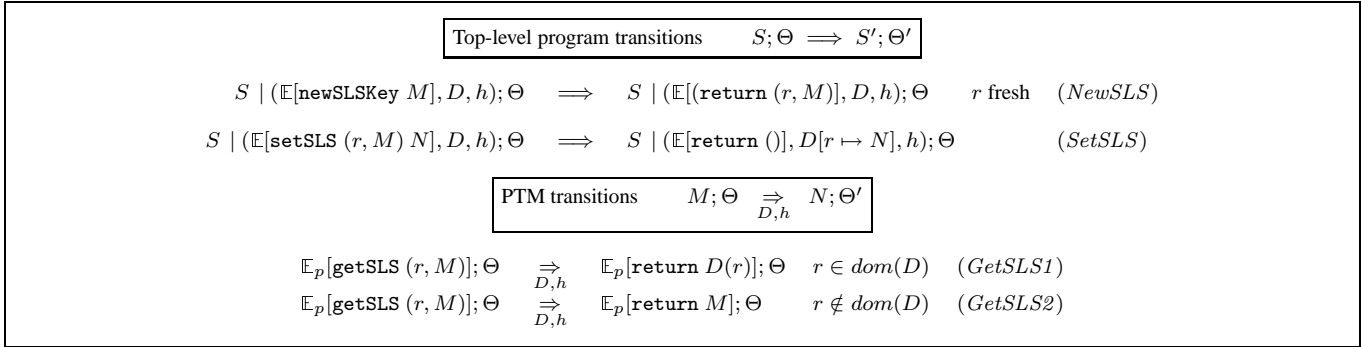 Top-level program transitions S; Θ ⟹ S′; Θ′
S | (𝔼[newSLSKey M], D, h); Θ ⟹ S | (𝔼[(return (r, M)], D, h); Θ r fresh (NewSLS)
S | (𝔼[setSLS (r, M) N], D, h); Θ ⟹ S | (𝔼[return ()], D[r ↦ N], h); Θ (SetSLS)
PTM transitions M; Θ ⇒_{D,h} N; Θ′
𝔼_p[getSLS (r, M)]; Θ ⇒_{D,h} 𝔼_p[return D(r)]; Θ r ∈ dom(D) (GetSLS1)
𝔼_p[getSLS (r, M)]; Θ ⇒_{D,h} 𝔼_p[return M]; Θ r ∉ dom(D) (GetSLS2)